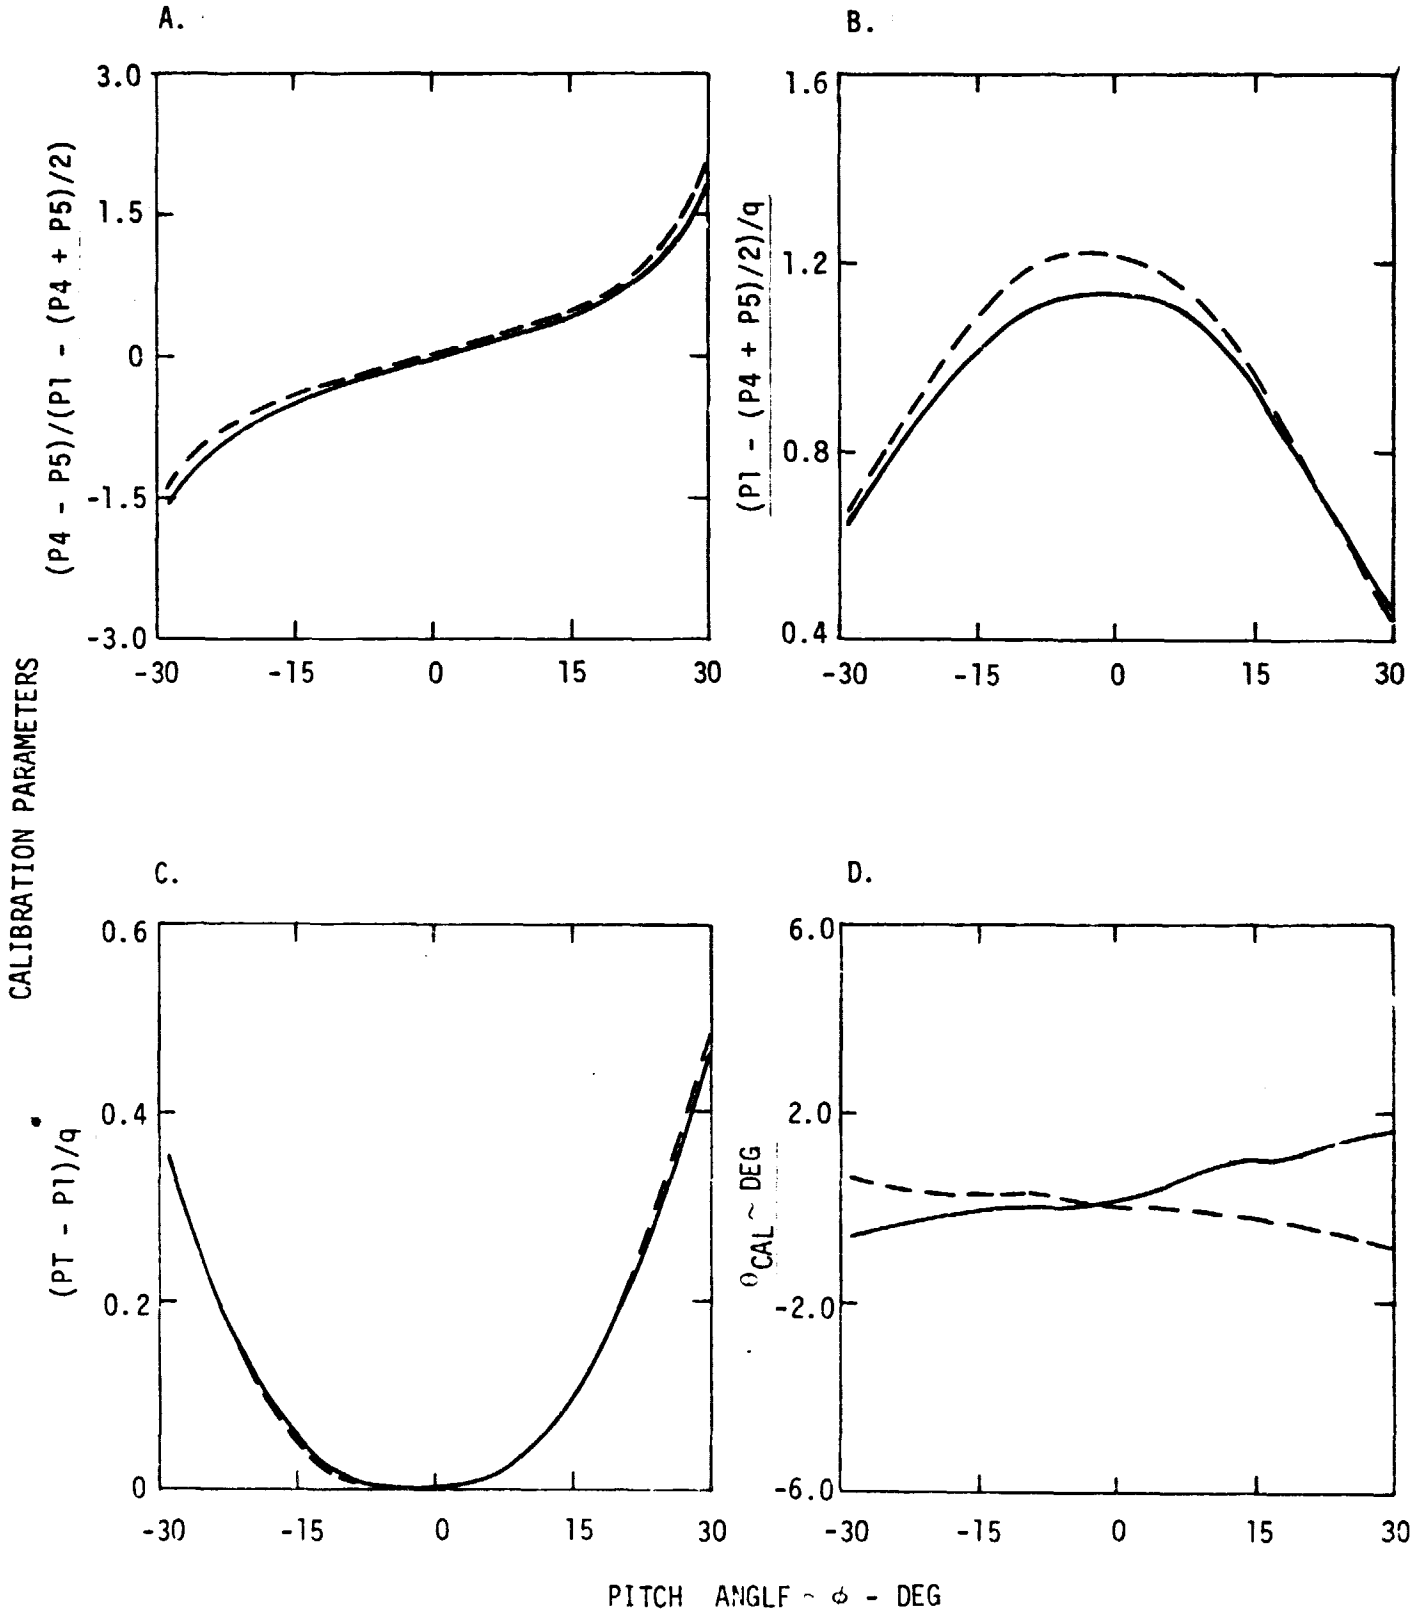 A.
3.0
1.5
0
-1.5
-3.0
-30 -15 0 15 30
(P4 - P5)/(P1 - (P4 + P5)/2)
B.
1.6
1.2
0.8
0.4
-30 -15 0 15 30
(P1 - (P4 + P5)/2)/q
CALIBRATION PARAMETERS
C.
0.6
0.4
0.2
0
-30 -15 0 15 30
(PT - P1)/q
D.
6.0
2.0
-2.0
-6.0
-30 -15 0 15 30
θCAL ~ DEG
PITCH ANGLE ~ ϕ - DEG